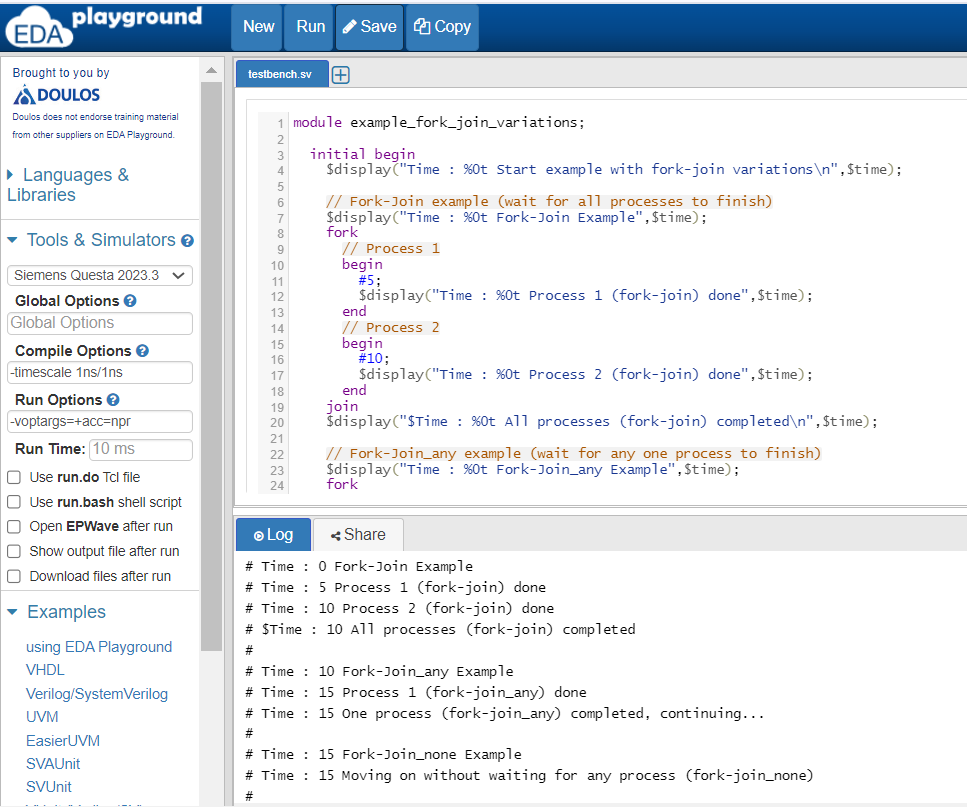 EDA playground
New
Run
Save
Copy
Brought to you by
DOULOS
Doulos does not endorse training material
from other suppliers on EDA Playground.
Languages &
Libraries
Tools & Simulators
Siemens Questa 2023.3
Global Options
Global Options
Compile Options
-timescale 1ns/1ns
Run Options
-voptargs=+acc=npr
Run Time: 10 ms
Use run.do Tcl file
Use run.bash shell script
Open EPWave after run
Show output file after run
Download files after run
Examples
using EDA Playground
VHDL
Verilog/SystemVerilog
UVM
EasierUVM
SVAUnit
SVUnit
testbench.sv
1 module example_fork_join_variations;
2
3   initial begin
4     $display("Time : %0t Start example with fork-join variations\n",$time);
5
6     // Fork-Join example (wait for all processes to finish)
7     $display("Time : %0t Fork-Join Example",$time);
8     fork
9       // Process 1
10       begin
11         #5;
12         $display("Time : %0t Process 1 (fork-join) done",$time);
13       end
14       // Process 2
15       begin
16         #10;
17         $display("Time : %0t Process 2 (fork-join) done",$time);
18       end
19     join
20     $display("$Time : %0t All processes (fork-join) completed\n",$time);
21
22     // Fork-Join_any example (wait for any one process to finish)
23     $display("Time : %0t Fork-Join_any Example",$time);
24     fork
Log
Share
# Time : 0 Fork-Join Example
# Time : 5 Process 1 (fork-join) done
# Time : 10 Process 2 (fork-join) done
# $Time : 10 All processes (fork-join) completed
#
# Time : 10 Fork-Join_any Example
# Time : 15 Process 1 (fork-join_any) done
# Time : 15 One process (fork-join_any) completed, continuing...
#
# Time : 15 Fork-Join_none Example
# Time : 15 Moving on without waiting for any process (fork-join_none)
#